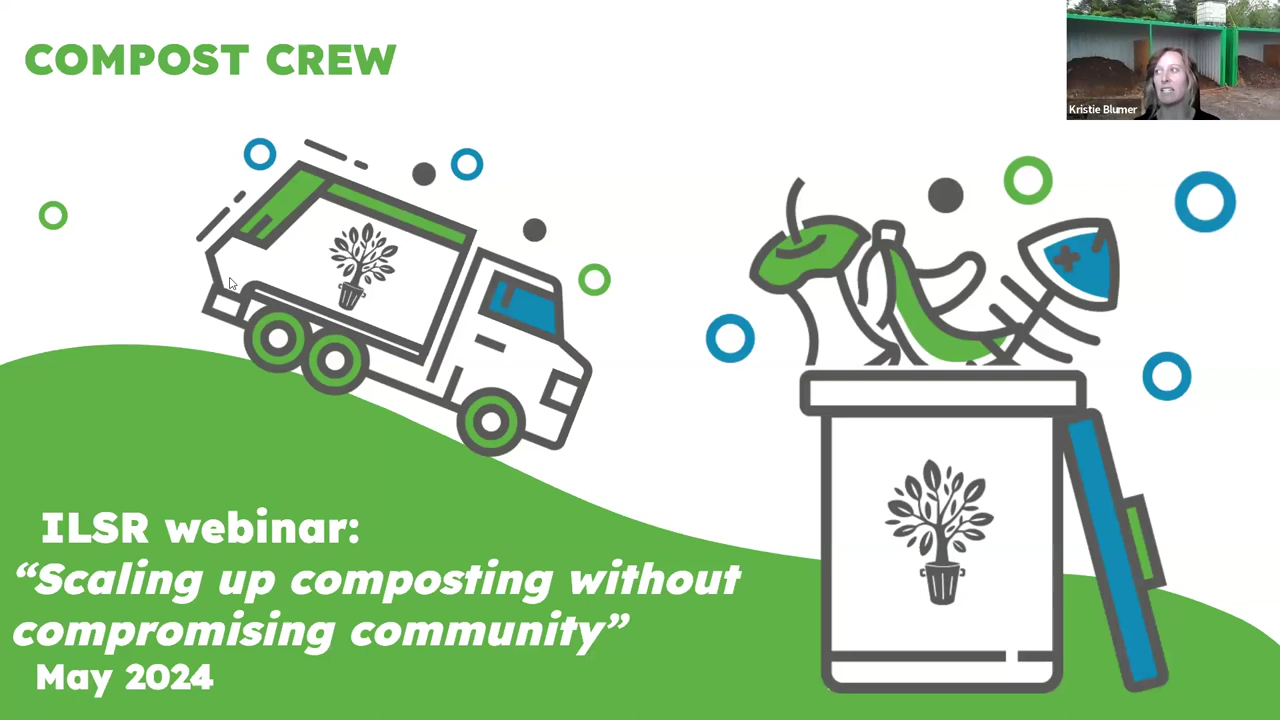 COMPOST CREW
Kristie Blumer
ILSR webinar:
“Scaling up composting without
compromising community”
May 2024